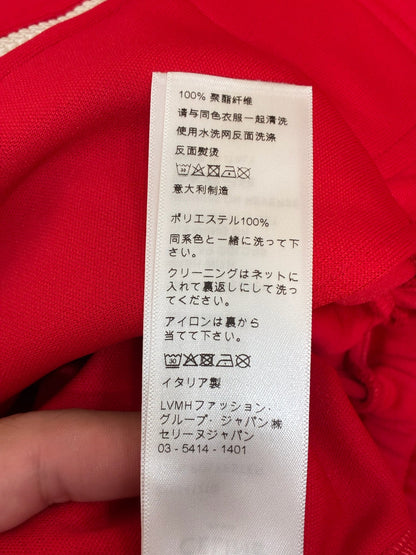 100% 聚酯纤维
请与同色衣服一起清洗
使用水洗网反面洗涤
反面熨烫
意大利制造
ポリエステル100%
同系色と一緒に洗って下
さい。
クリーニングはネットに
入れて裏返しにして洗っ
てください。
アイロンは裏から
当てて下さい。
イタリア製
LVMHファッション・
グループ・ジャパン㈱
セリーヌジャパン
03-5414-1401